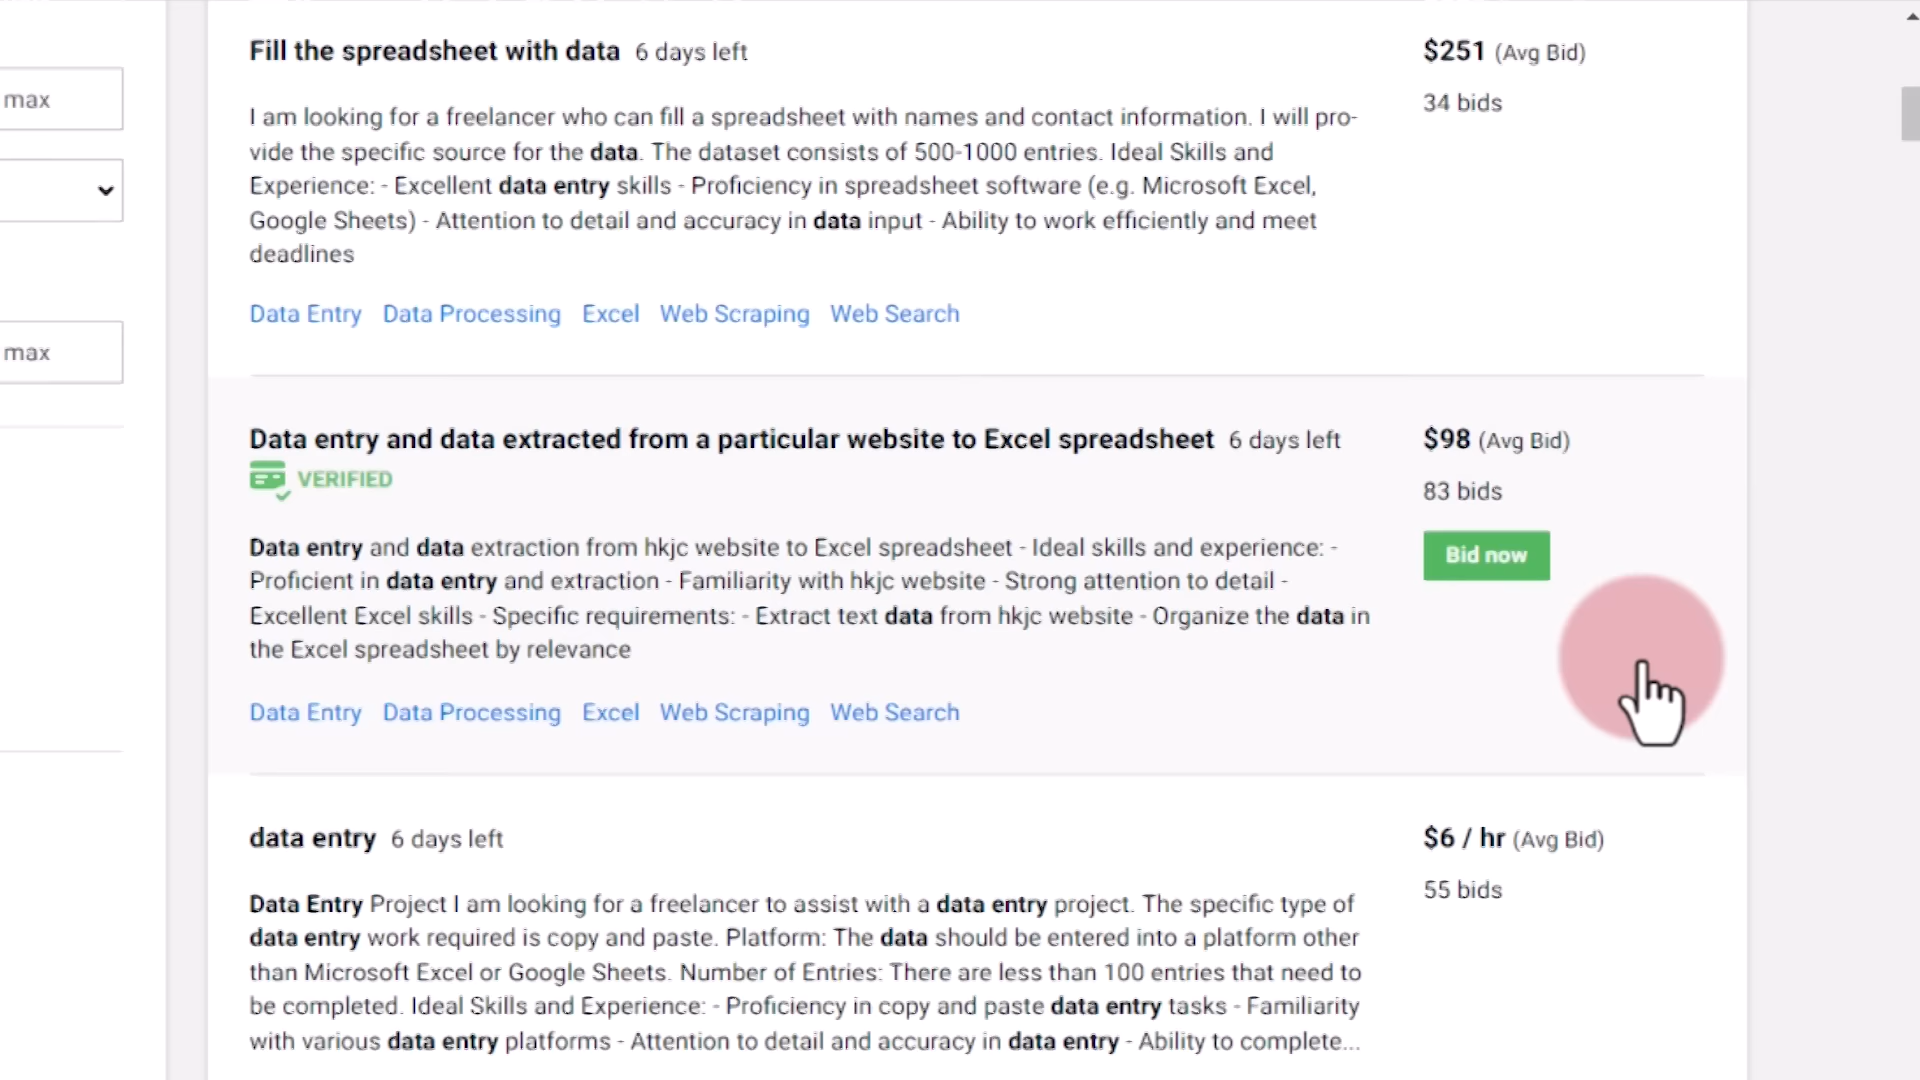 max
max
Fill the spreadsheet with data 6 days left
$251 (Avg Bid)
34 bids
I am looking for a freelancer who can fill a spreadsheet with names and contact information. I will pro-
vide the specific source for the data. The dataset consists of 500-1000 entries. Ideal Skills and
Experience: - Excellent data entry skills - Proficiency in spreadsheet software (e.g. Microsoft Excel,
Google Sheets) - Attention to detail and accuracy in data input - Ability to work efficiently and meet
deadlines
Data Entry Data Processing Excel Web Scraping Web Search
Data entry and data extracted from a particular website to Excel spreadsheet 6 days left
VERIFIED
$98 (Avg Bid)
83 bids
Bid now
Data entry and data extraction from hkjc website to Excel spreadsheet - Ideal skills and experience: -
Proficient in data entry and extraction - Familiarity with hkjc website - Strong attention to detail -
Excellent Excel skills - Specific requirements: - Extract text data from hkjc website - Organize the data in
the Excel spreadsheet by relevance
Data Entry Data Processing Excel Web Scraping Web Search
data entry 6 days left
$6 / hr (Avg Bid)
55 bids
Data Entry Project I am looking for a freelancer to assist with a data entry project. The specific type of
data entry work required is copy and paste. Platform: The data should be entered into a platform other
than Microsoft Excel or Google Sheets. Number of Entries: There are less than 100 entries that need to
be completed. Ideal Skills and Experience: - Proficiency in copy and paste data entry tasks - Familiarity
with various data entry platforms - Attention to detail and accuracy in data entry - Ability to complete...